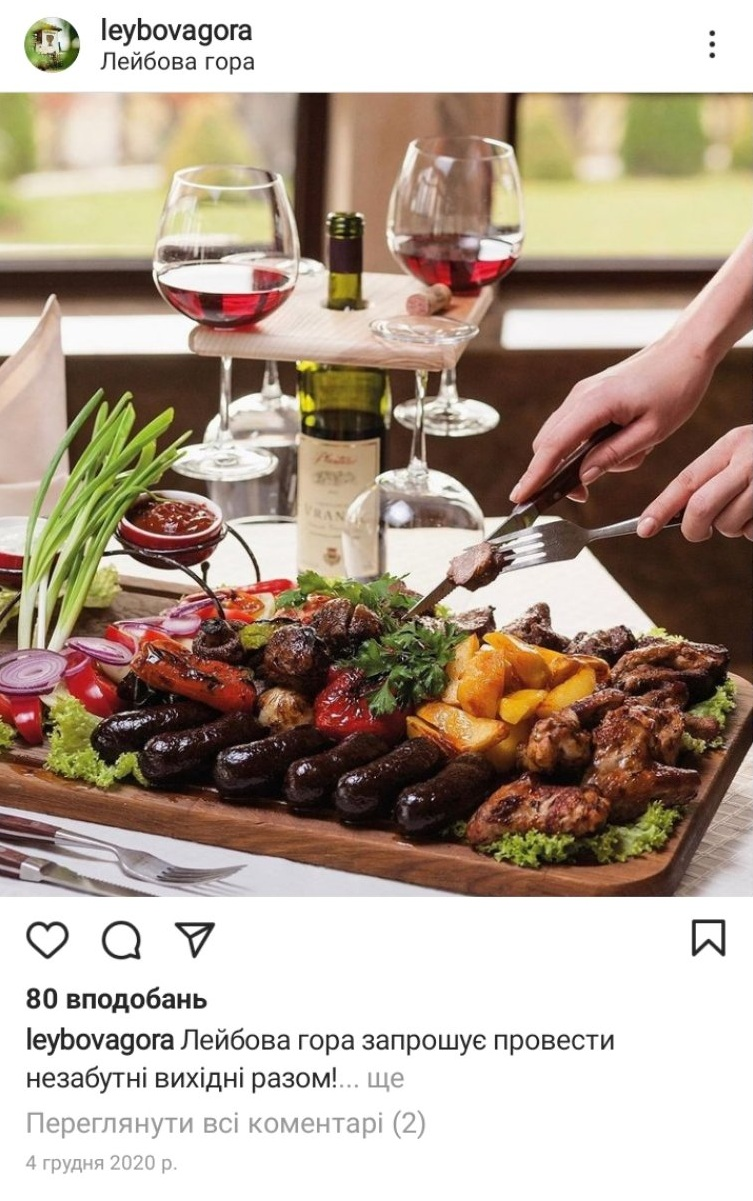 leybovagora
Лейбова гора
VRANAC
80 вподобань
leybovagora Лейбова гора запрошує провести
незабутні вихідні разом!... ще
Переглянути всі коментарі (2)
4 грудня 2020 р.